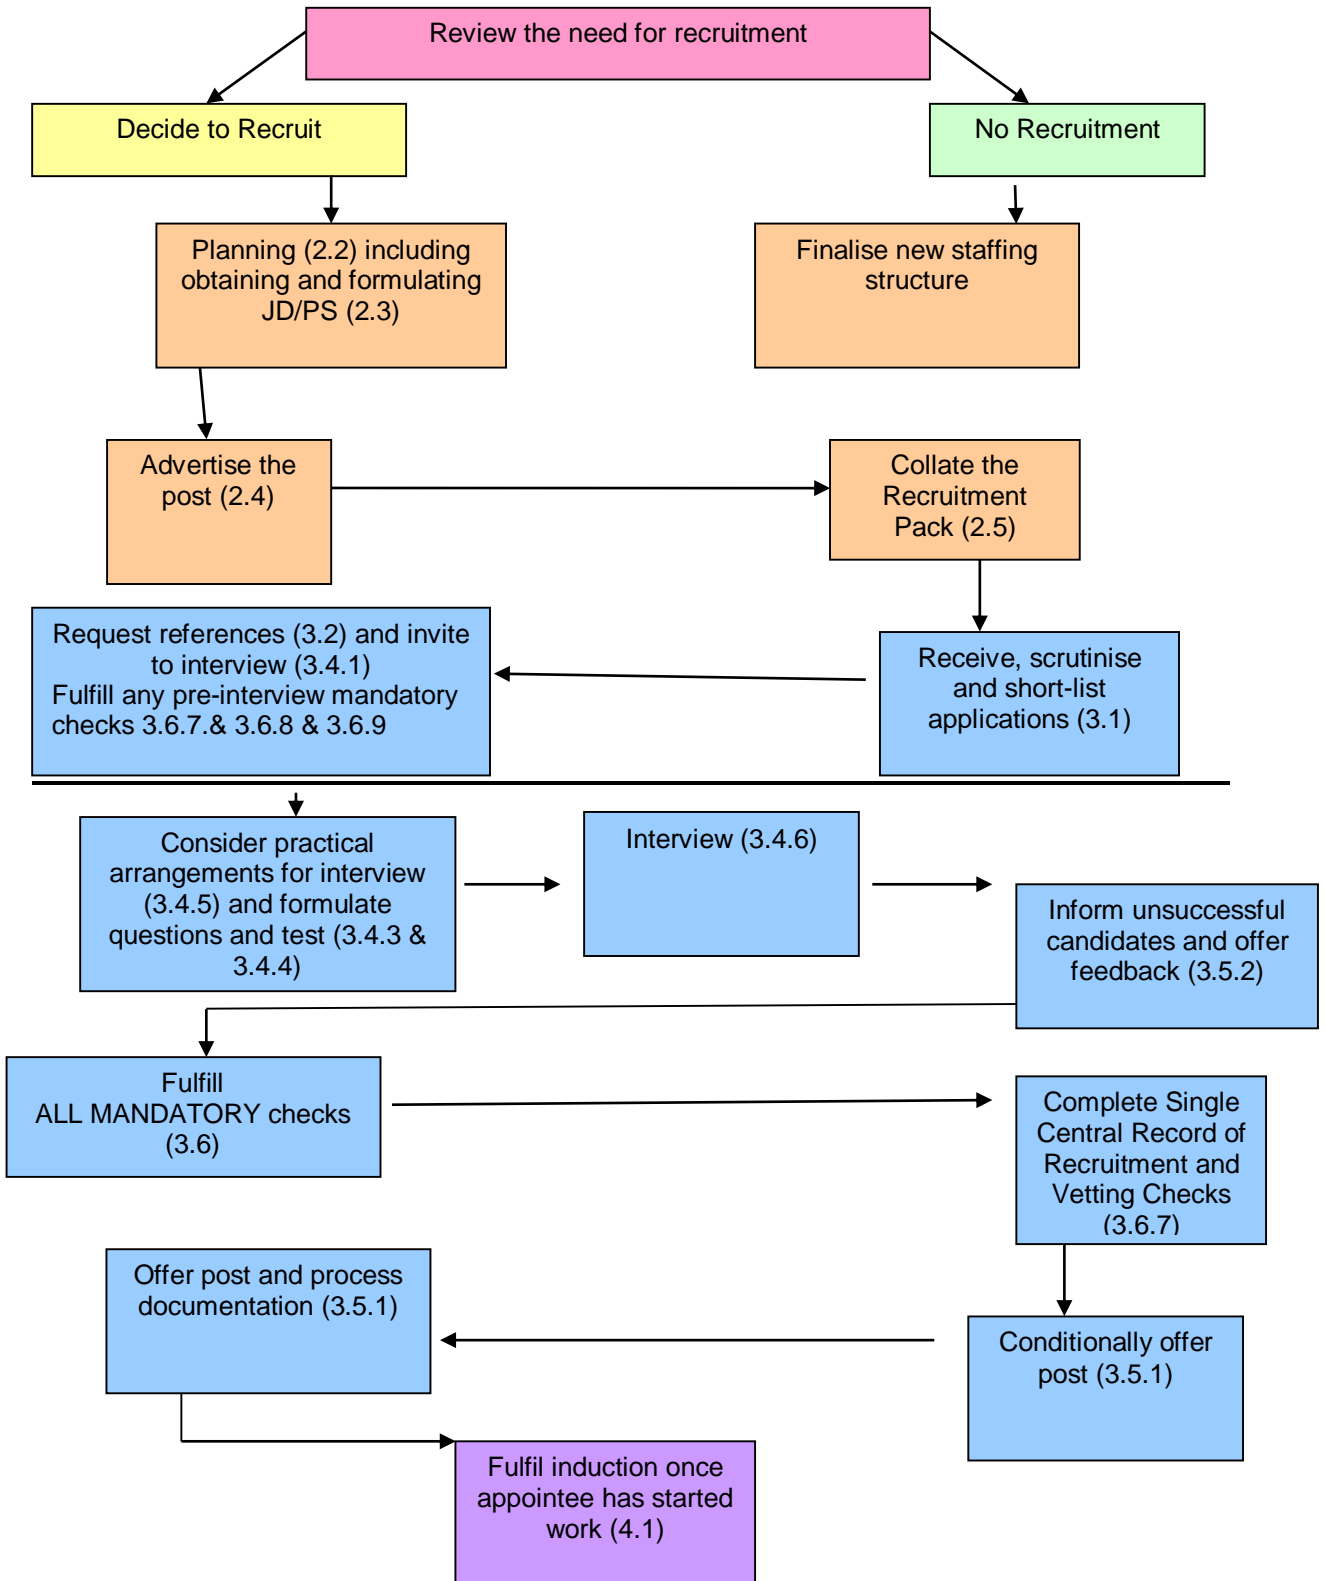 Review the need for recruitment
Decide to Recruit
No Recruitment
Planning (2.2) including
obtaining and formulating
JD/PS (2.3)
Finalise new staffing
structure
Advertise the
post (2.4)
Collate the
Recruitment
Pack (2.5)
Request references (3.2) and invite
to interview (3.4.1)
Fulfill any pre-interview mandatory
checks 3.6.7.& 3.6.8 & 3.6.9
Receive, scrutinise
and short-list
applications (3.1)
Consider practical
arrangements for interview
(3.4.5) and formulate
questions and test (3.4.3 &
3.4.4)
Interview (3.4.6)
Inform unsuccessful
candidates and offer
feedback (3.5.2)
Fulfill
ALL MANDATORY checks
(3.6)
Complete Single
Central Record of
Recruitment and
Vetting Checks
(3.6.7)
Offer post and process
documentation (3.5.1)
Conditionally offer
post (3.5.1)
Fulfil induction once
appointee has started
work (4.1)